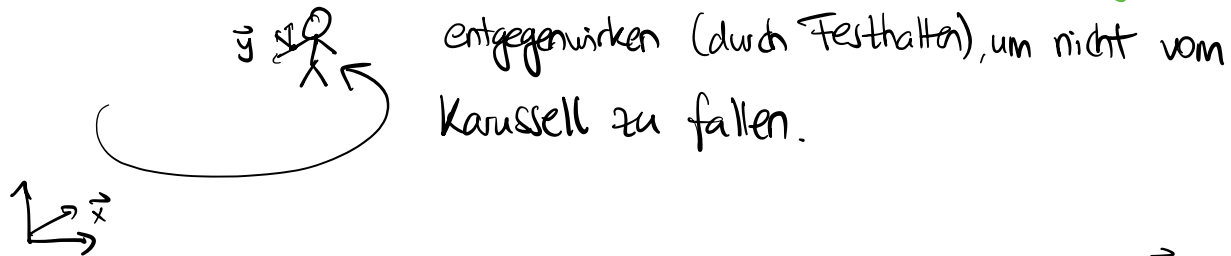 y⃗ entgegenwirken (durch Festhalten), um nicht vom
Karussell zu fallen.
x⃗